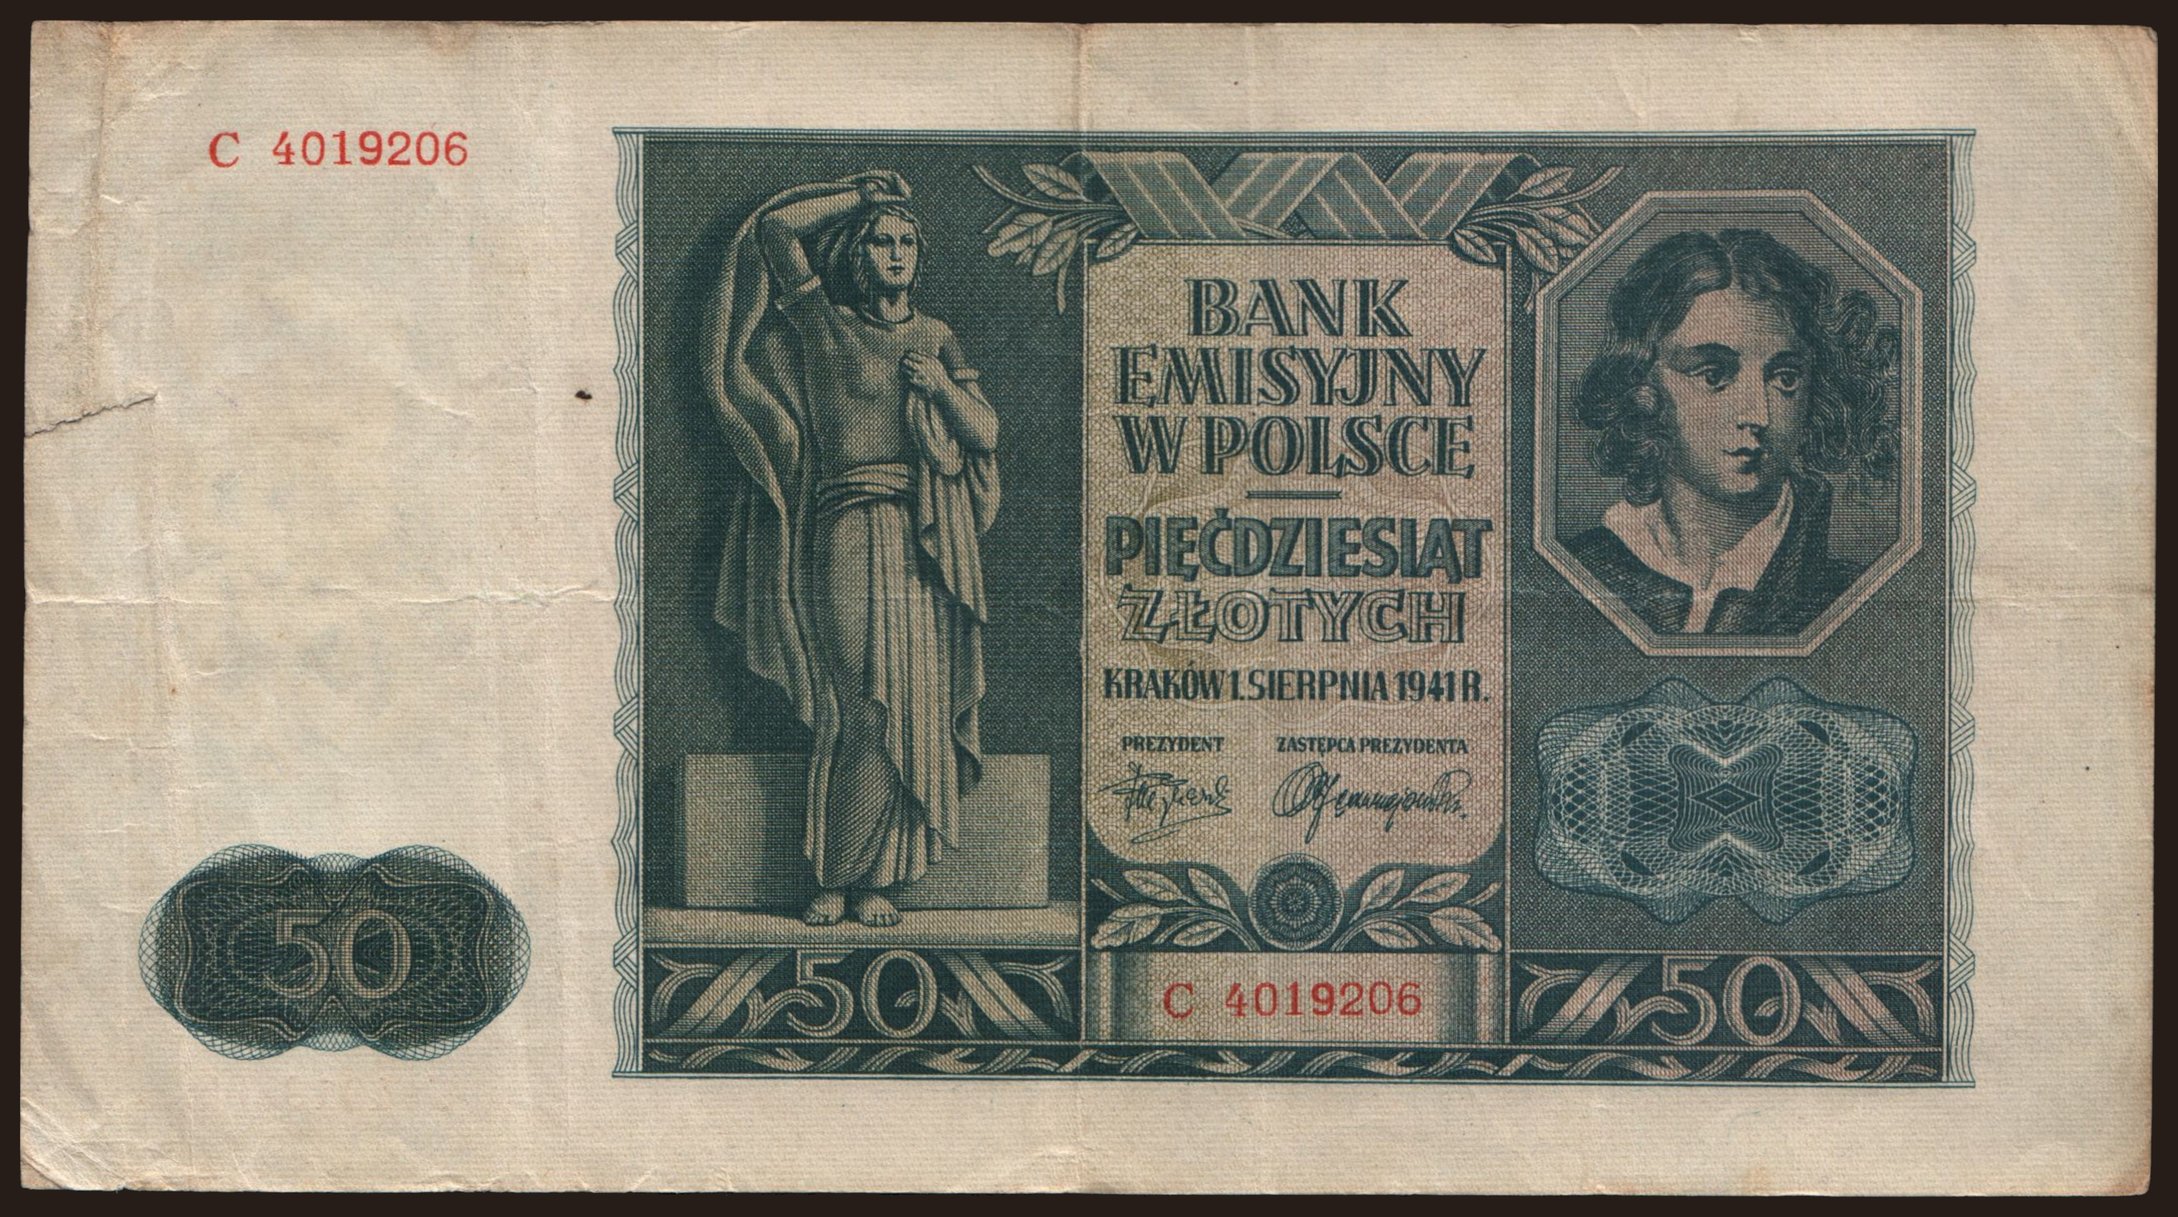 C 4019206
BANK
EMISYJNY
W POLSCE
PIĘĆDZIESIĄT
ZŁOTYCH
KRAKÓW 1. SIERPNIA 1941 R.
PREZYDENT ZASTĘPCA PREZYDENTA
50
50
C 4019206
50